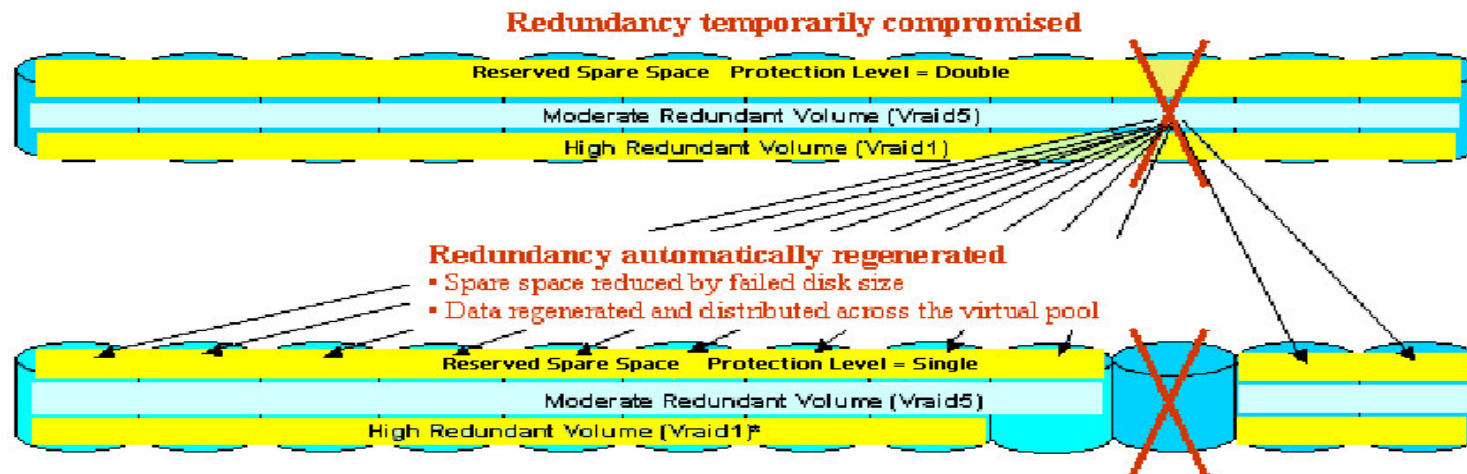 Redundancy temporarily compromised
Reserved Spare Space Protection Level = Double
Moderate Redundant Volume (Vraid5)
High Redundant Volume (Vraid1)
Redundancy automatically regenerated
▪ Spare space reduced by failed disk size
▪ Data regenerated and distributed across the virtual pool
Reserved Spare Space Protection Level = Single
Moderate Redundant Volume (Vraid5)
High Redundant Volume (Vraid1)*